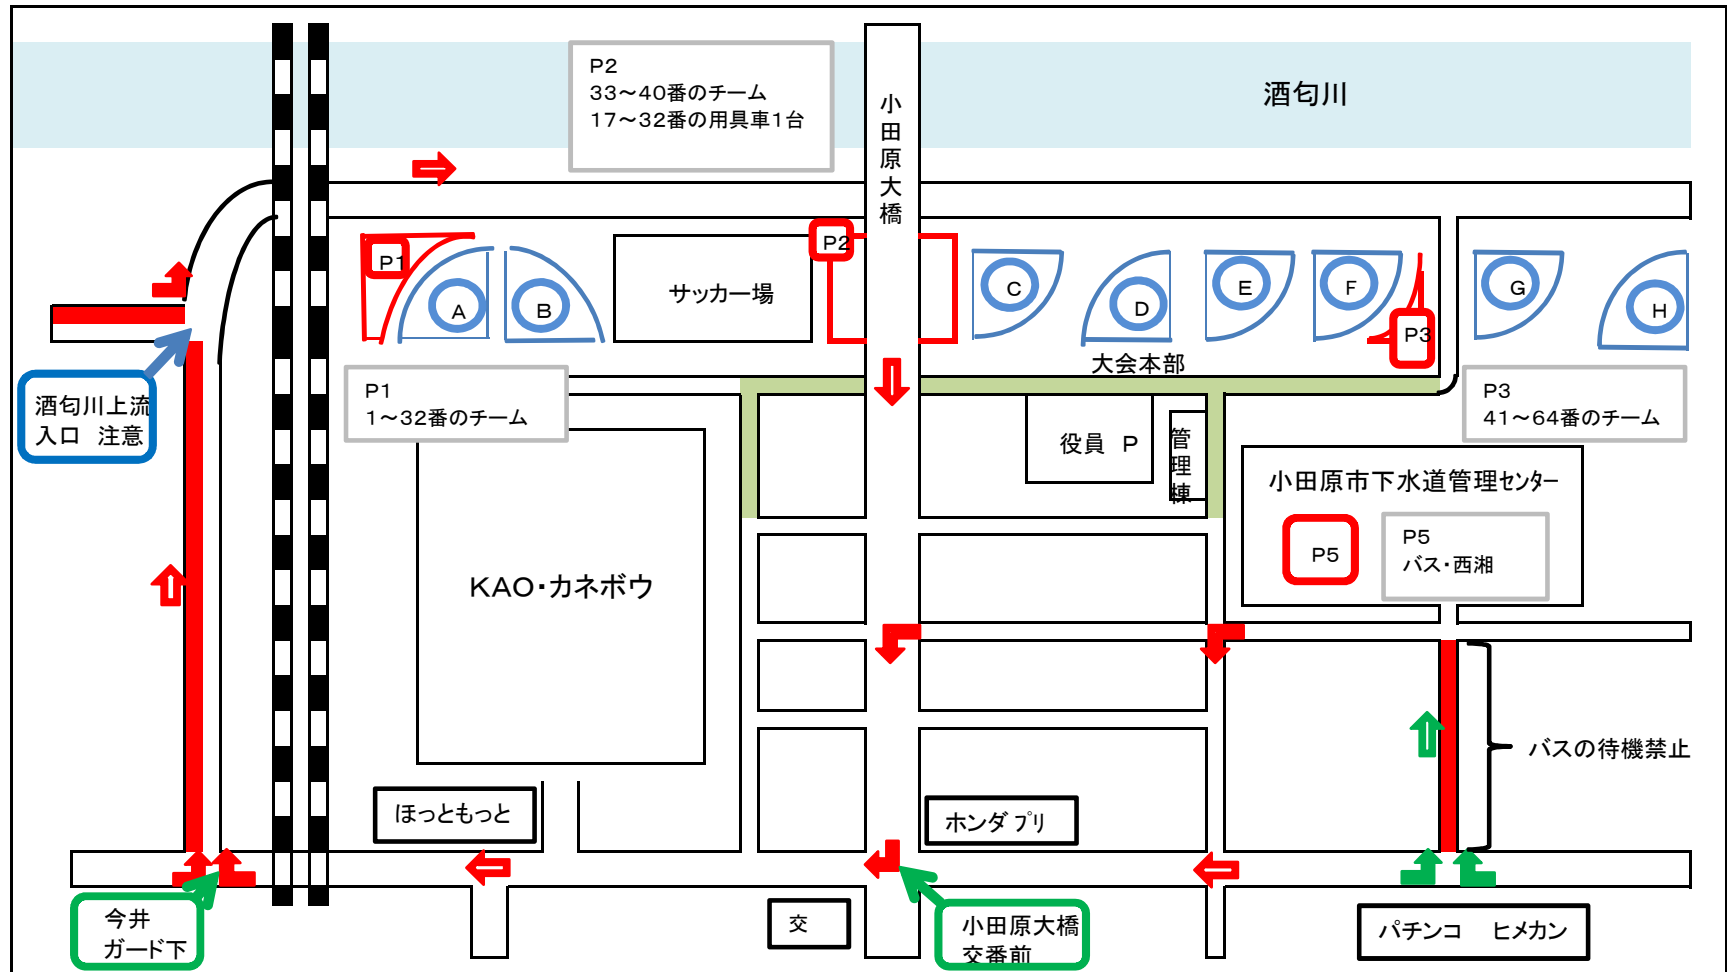 P2
33～40番のチーム
17～32番の用具車1台
小田原大橋
酒匂川
P1
A
B
サッカー場
P2
C
D
E
F
P3
G
H
大会本部
酒匂川上流
入口 注意
P1
1～32番のチーム
役員 P
管理棟
P3
41～64番のチーム
小田原市下水道管理センター
P5
P5
バス・西湘
KAO・カネボウ
バスの待機禁止
ほっともっと
ホンダプリ
今井
ガード下
交
小田原大橋
交番前
パチンコ ヒメカン